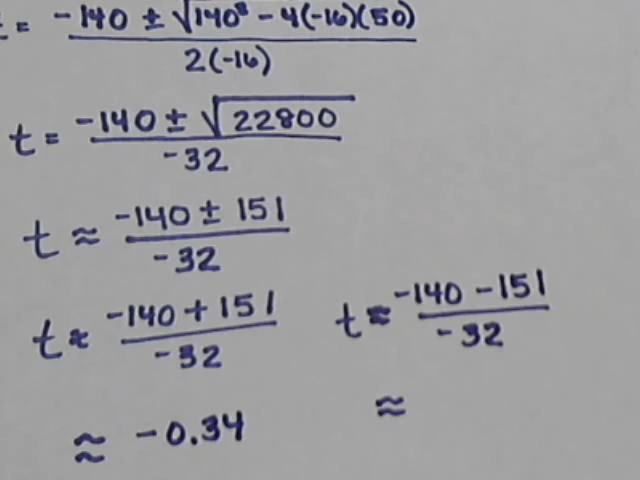 t = -140 ± √140² - 4(-16)(50)
2(-16)
t = -140 ± √22800
-32
t ≈ -140 ± 151
-32
t ≈ -140 + 151
-32
≈ -0.34
t ≈ -140 - 151
-32
≈